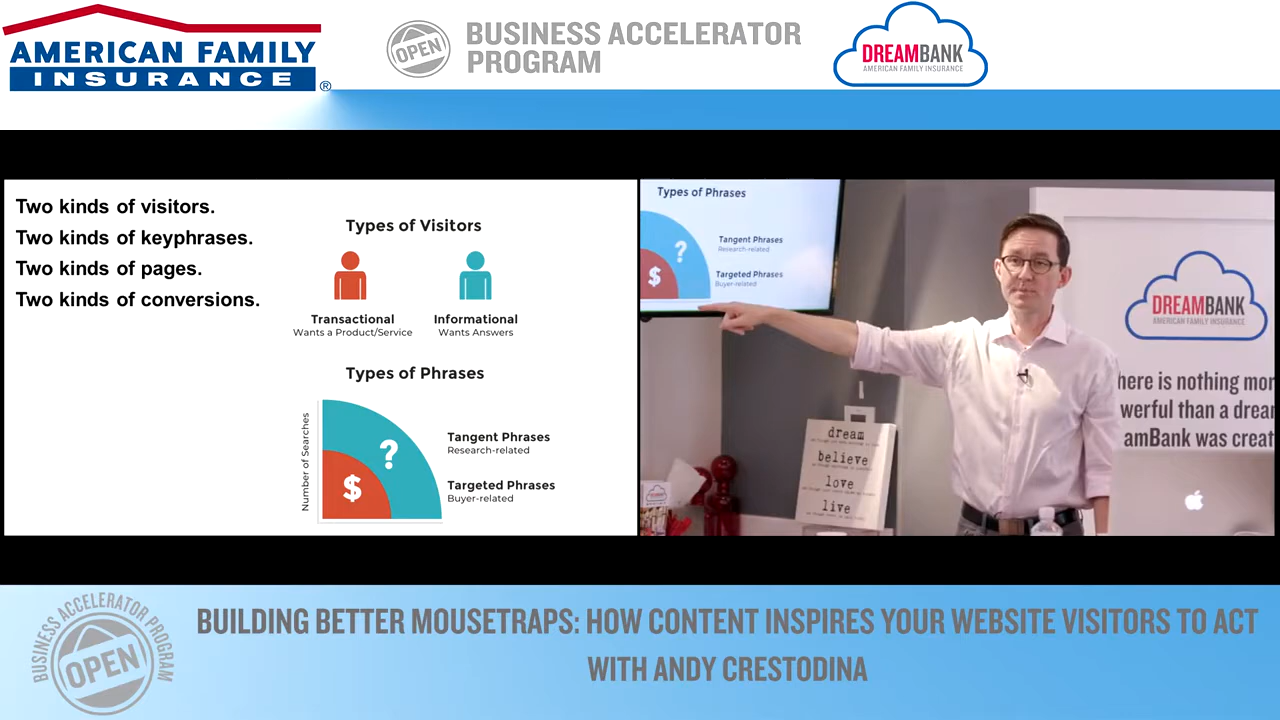 AMERICAN FAMILY
INSURANCE ®
OPEN
BUSINESS ACCELERATOR
PROGRAM
DREAMBANK
AMERICAN FAMILY INSURANCE
Two kinds of visitors.
Two kinds of keyphrases.
Two kinds of pages.
Two kinds of conversions.
Types of Visitors
Transactional
Wants a Product/Service
Informational
Wants Answers
Types of Phrases
Number of Searches
?
$
Tangent Phrases
Research-related
Targeted Phrases
Buyer-related
Types of Phrases
?
$
Tangent Phrases
Research-related
Targeted Phrases
Buyer-related
DREAMBANK
AMERICAN FAMILY INSURANCE
here is nothing mor
werful than a drea
amBank was creat
dream
believe
love
live
BUSINESS ACCELERATOR PROGRAM
OPEN
BUILDING BETTER MOUSETRAPS: HOW CONTENT INSPIRES YOUR WEBSITE VISITORS TO ACT
WITH ANDY CRESTODINA